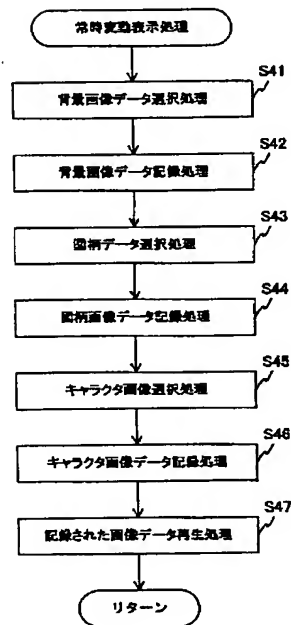 常時変動表示処理
S41
背景画像データ選択処理
S42
背景画像データ記録処理
S43
図柄データ選択処理
S44
図柄画像データ記録処理
S45
キャラクタ画像選択処理
S46
キャラクタ画像データ記録処理
S47
記録された画像データ再生処理
リターン